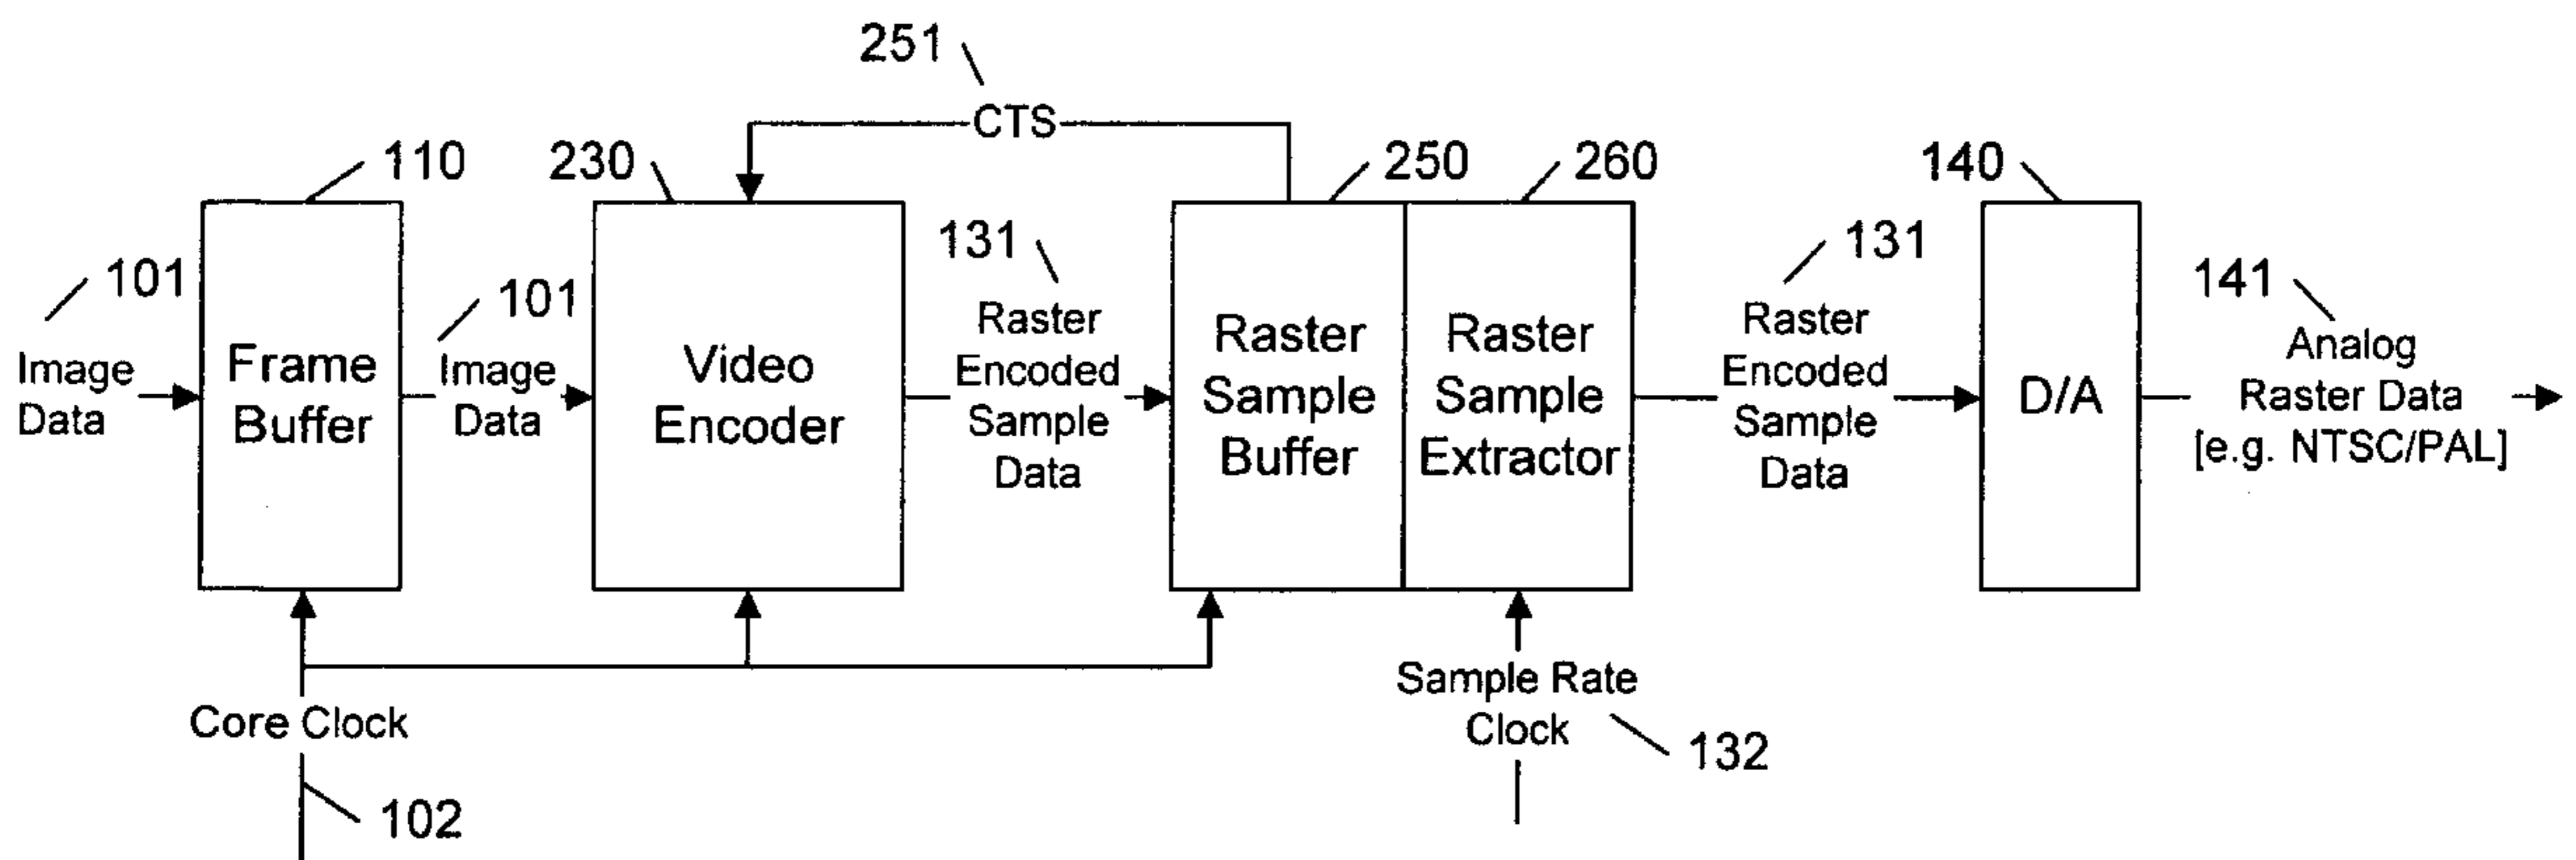 251
CTS
110
230
250
260
140
101
101
131
131
141
Image
Data
Frame
Buffer
Image
Data
Video
Encoder
Raster
Encoded
Sample
Data
Raster
Sample
Buffer
Raster
Sample
Extractor
Raster
Encoded
Sample
Data
D/A
Analog
Raster Data
[e.g. NTSC/PAL]
Core Clock
102
Sample Rate
Clock
132